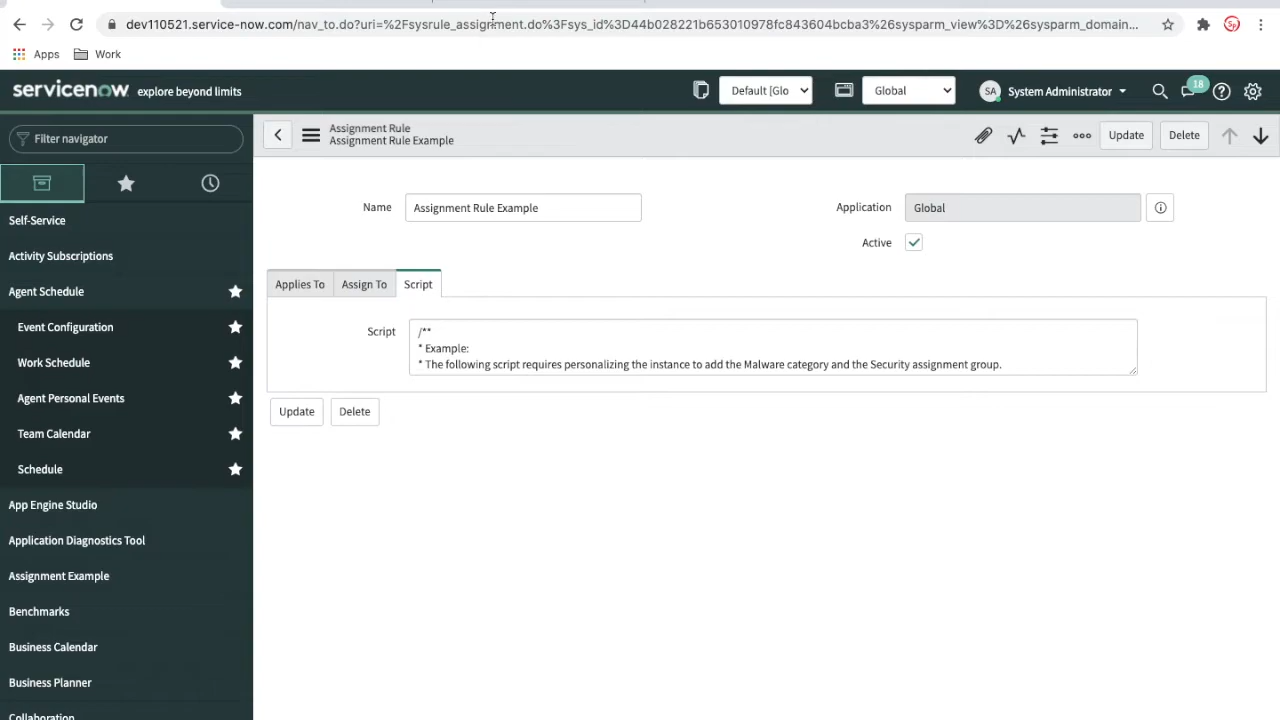 dev110521.service-now.com/nav_to.do?uri=%2Fsysrule_assignment.do%3Fsys_id%3D44b028221b653010978fc843604bcba3%26sysparm_view%3D%26sysparm_domain...
Sp
Apps
Work
servicenow explore beyond limits
Default [Glo
Global
SA
System Administrator
18
Filter navigator
Assignment Rule
Assignment Rule Example
Update
Delete
Name
Assignment Rule Example
Application
Global
Active
Self-Service
Activity Subscriptions
Agent Schedule
Event Configuration
Work Schedule
Agent Personal Events
Team Calendar
Schedule
App Engine Studio
Application Diagnostics Tool
Assignment Example
Benchmarks
Business Calendar
Business Planner
Collaboration
Applies To
Assign To
Script
Script
/**
* Example:
* The following script requires personalizing the instance to add the Malware category and the Security assignment group.
Update
Delete